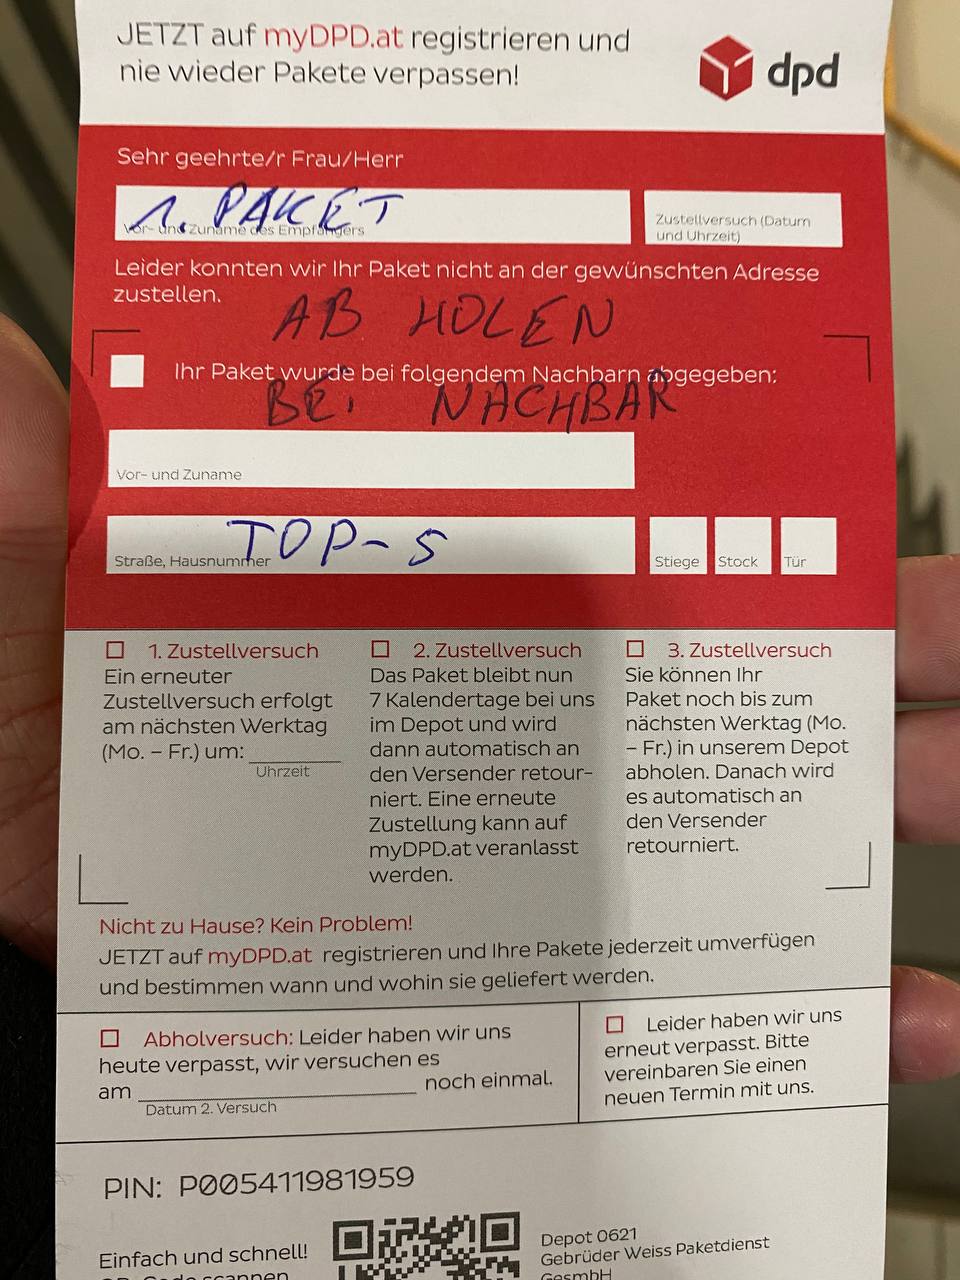 JETZT auf myDPD.at registrieren und
nie wieder Pakete verpassen!
dpd
Sehr geehrte/r Frau/Herr
1. PAKET
Vor- und Zuname des Empfängers
Zustellversuch (Datum
und Uhrzeit)
Leider konnten wir Ihr Paket nicht an der gewünschten Adresse
zustellen.
AB HOLEN
Ihr Paket wurde bei folgendem Nachbarn abgegeben:
BEI NACHBAR
Vor- und Zuname
TOP-5
Straße, Hausnummer
Stiege
Stock
Tür
1. Zustellversuch
Ein erneuter
Zustellversuch erfolgt
am nächsten Werktag
(Mo. – Fr.) um:
Uhrzeit
2. Zustellversuch
Das Paket bleibt nun
7 Kalendertage bei uns
im Depot und wird
dann automatisch an
den Versender retour-
niert. Eine erneute
Zustellung kann auf
myDPD.at veranlasst
werden.
3. Zustellversuch
Sie können Ihr
Paket noch bis zum
nächsten Werktag (Mo.
– Fr.) in unserem Depot
abholen. Danach wird
es automatisch an
den Versender
retourniert.
Nicht zu Hause? Kein Problem!
JETZT auf myDPD.at registrieren und Ihre Pakete jederzeit umverfügen
und bestimmen wann und wohin sie geliefert werden.
Abholversuch: Leider haben wir uns
heute verpasst, wir versuchen es
am noch einmal.
Datum 2. Versuch
Leider haben wir uns
erneut verpasst. Bitte
vereinbaren Sie einen
neuen Termin mit uns.
PIN: P005411981959
Einfach und schnell!
QR-Code scannen
Depot 0621
Gebrüder Weiss Paketdienst
GesmbH